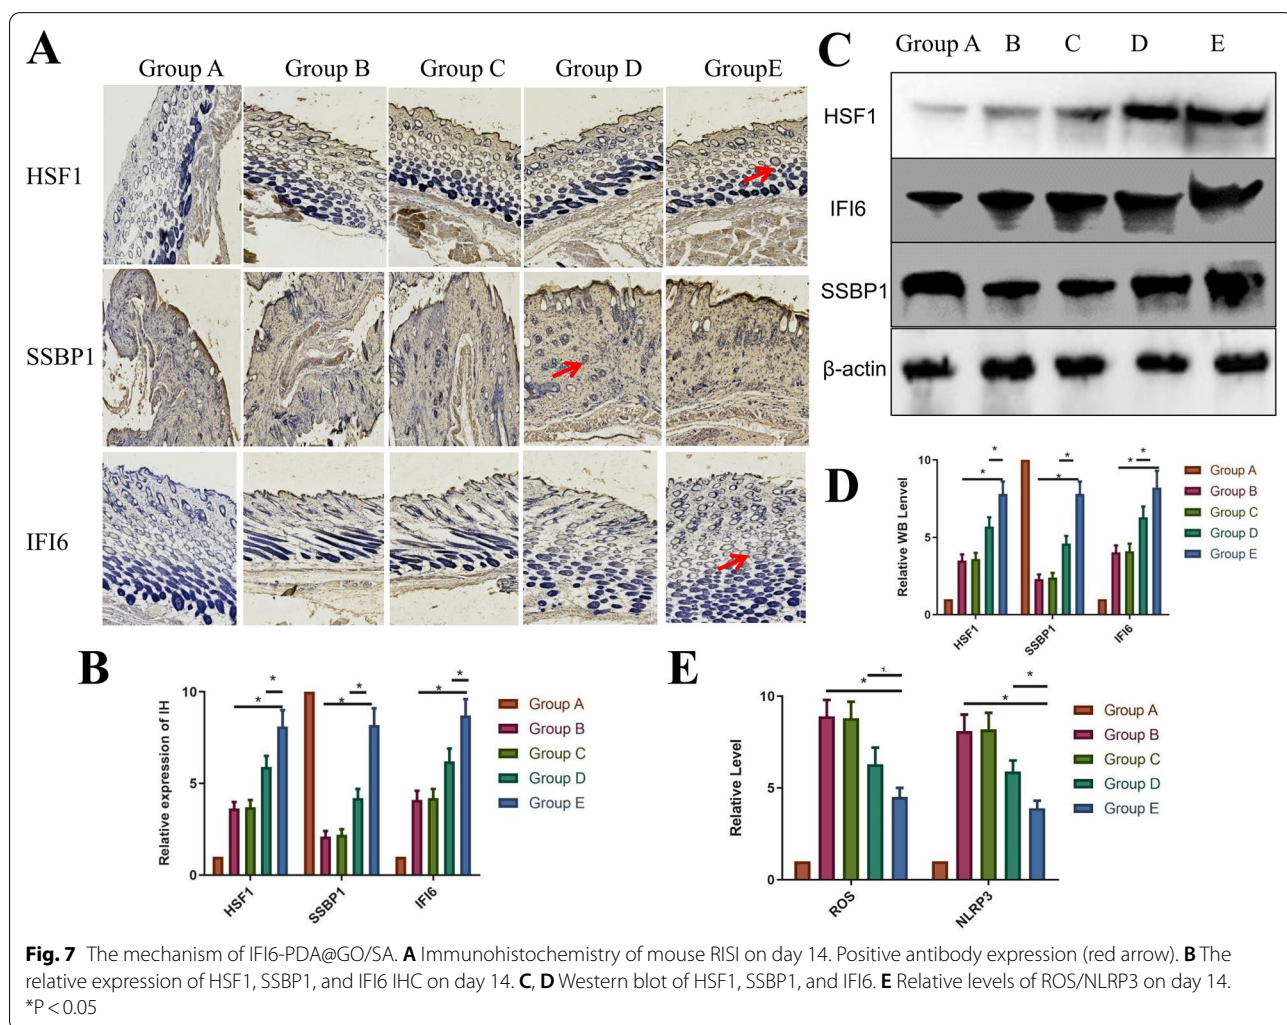 A
Group A Group B Group C Group D GroupE
HSF1
SSBP1
IFI6
C
Group A B C D E
HSF1
IFI6
SSBP1
β-actin
D
Relative WB Lenvel
10
5
0
* * * * * *
HSF1 SSBP1 IFI6
Group A
Group B
Group C
Group D
Group E
B
Relative expression of IH
10
5
0
* * * * * *
HSF1 SSBP1 IFI6
Group A
Group B
Group C
Group D
Group E
E
Relative Level
10
5
0
* * * *
ROS NLRP3
Group A
Group B
Group C
Group D
Group E
Fig. 7 The mechanism of IFI6-PDA@GO/SA. A Immunohistochemistry of mouse RISI on day 14. Positive antibody expression (red arrow). B The
relative expression of HSF1, SSBP1, and IFI6 IHC on day 14. C, D Western blot of HSF1, SSBP1, and IFI6. E Relative levels of ROS/NLRP3 on day 14.
*P < 0.05